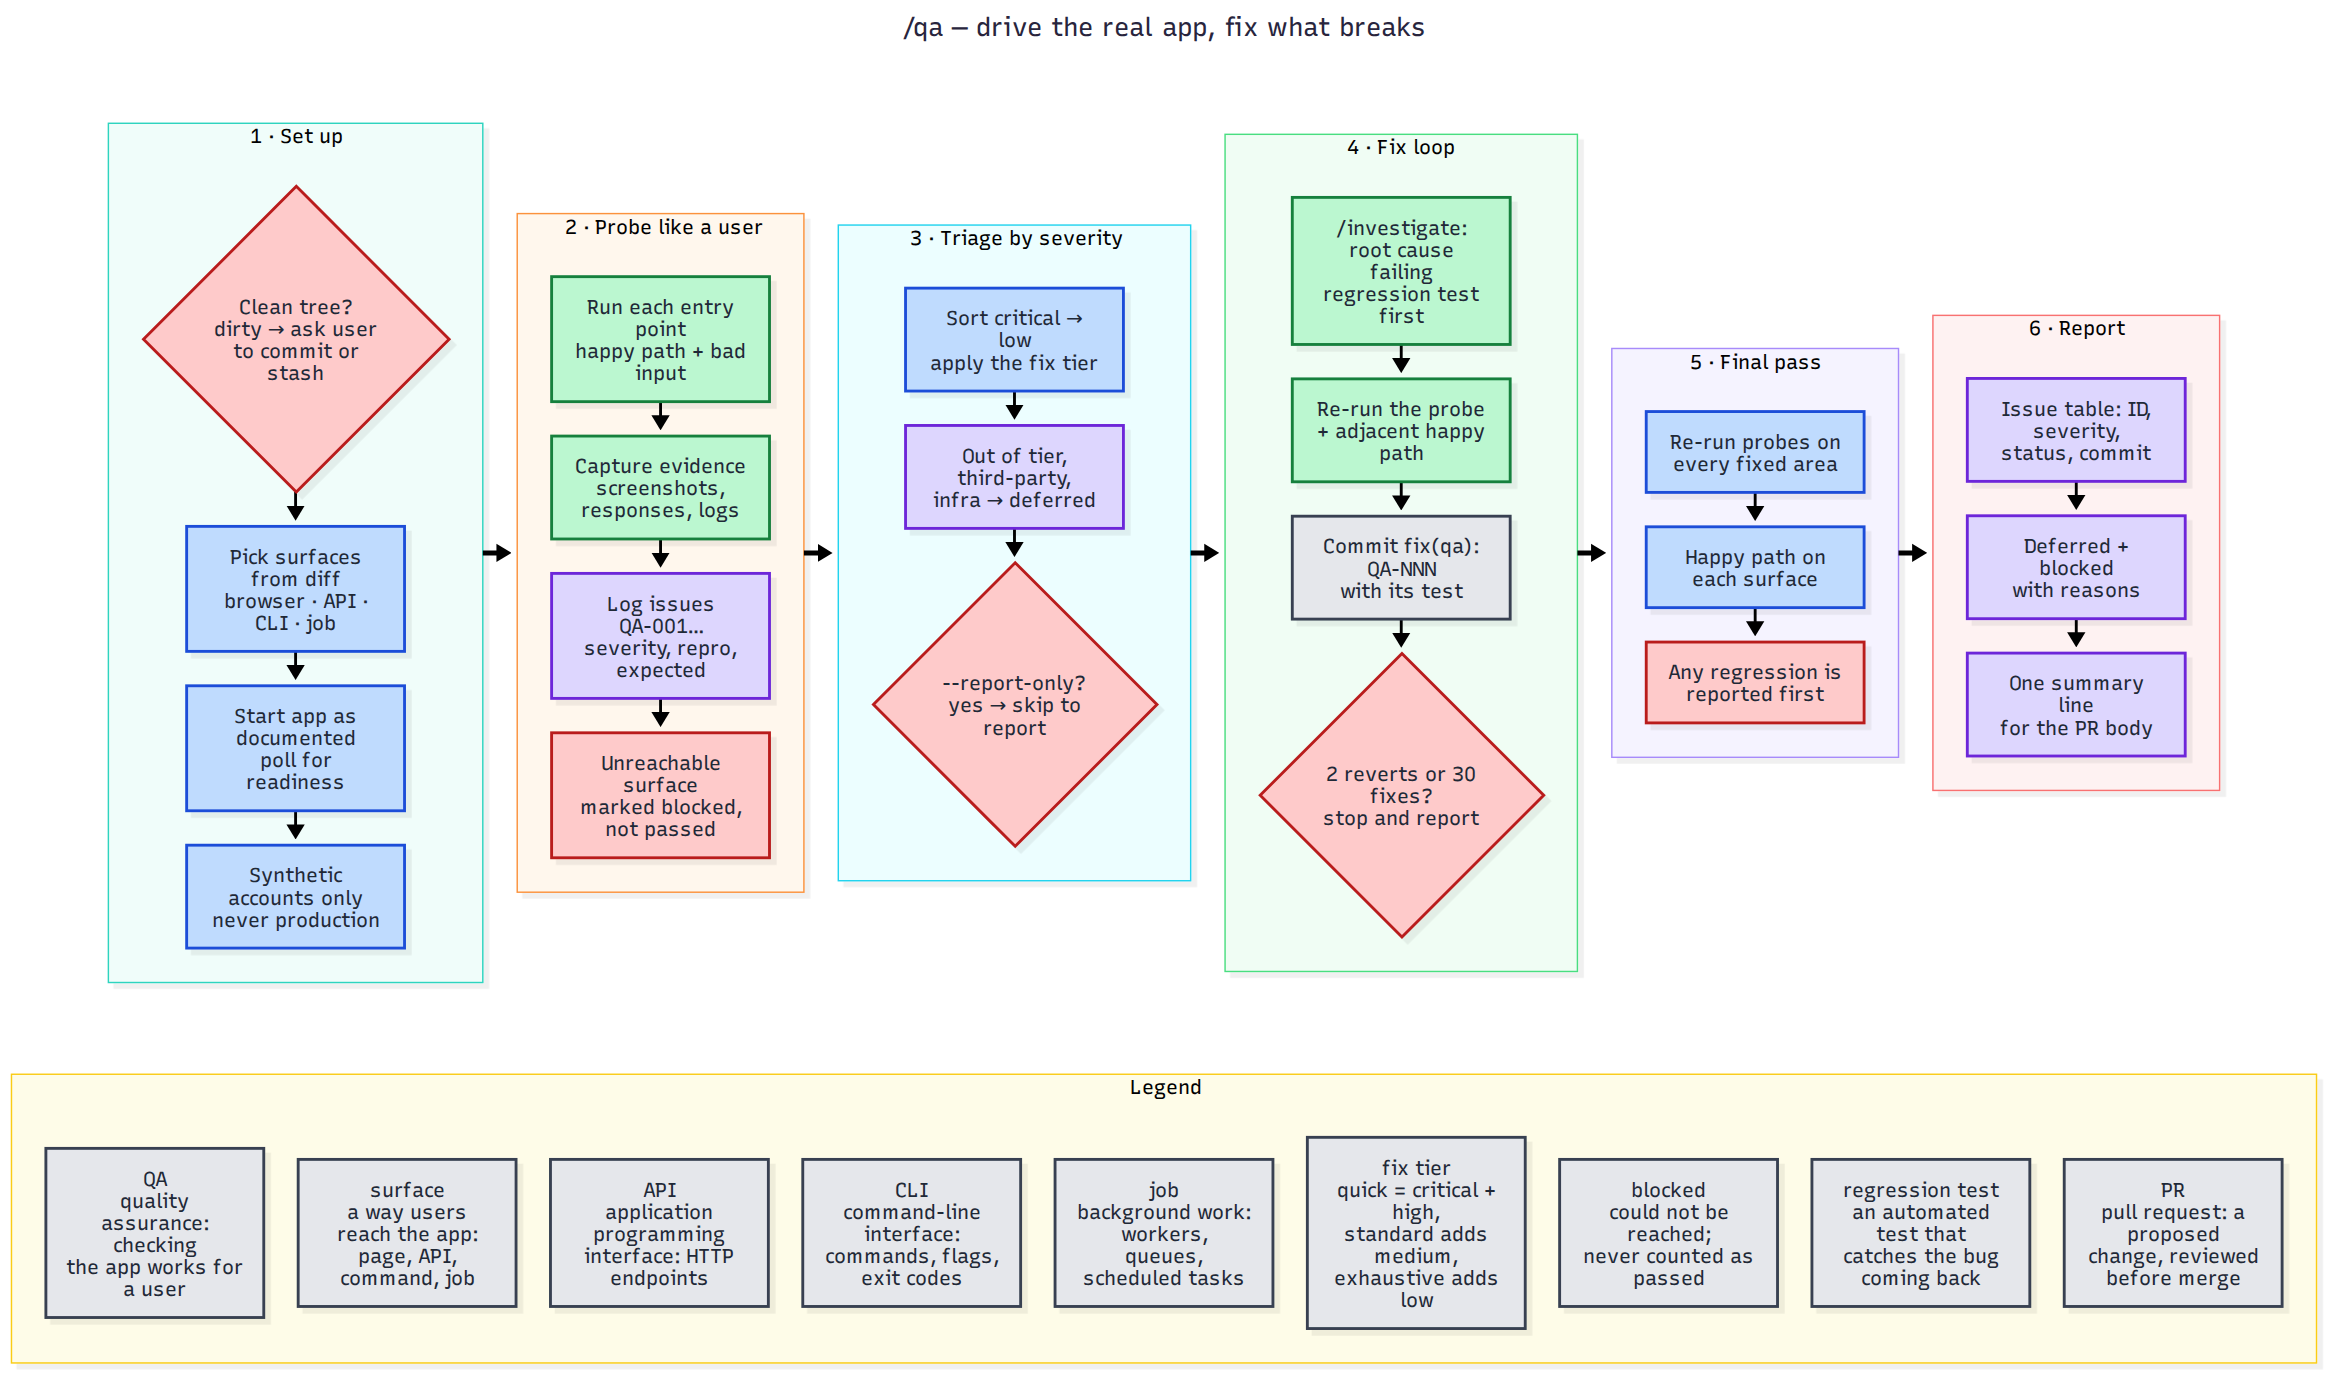 /qa – drive the real app, fix what breaks
1 · Set up
Clean tree?
dirty → ask user
to commit or
stash
Pick surfaces
from diff
browser · API ·
CLI · job
Start app as
documented
poll for
readiness
Synthetic
accounts only
never production
2 · Probe like a user
Run each entry
point
happy path + bad
input
Capture evidence
screenshots,
responses, logs
Log issues
QA-001...
severity, repro,
expected
Unreachable
surface
marked blocked,
not passed
3 · Triage by severity
Sort critical →
low
apply the fix tier
Out of tier,
third-party,
infra → deferred
--report-only?
yes → skip to
report
4 · Fix loop
/investigate:
root cause
failing
regression test
first
Re-run the probe
+ adjacent happy
path
Commit fix(qa):
QA-NNN
with its test
2 reverts or 30
fixes?
stop and report
5 · Final pass
Re-run probes on
every fixed area
Happy path on
each surface
Any regression is
reported first
6 · Report
Issue table: ID,
severity,
status, commit
Deferred +
blocked
with reasons
One summary
line
for the PR body
Legend
QA
quality
assurance:
checking
the app works for
a user
surface
a way users
reach the app:
page, API,
command, job
API
application
programming
interface: HTTP
endpoints
CLI
command-line
interface:
commands, flags,
exit codes
job
background work:
workers,
queues,
scheduled tasks
fix tier
quick = critical +
high,
standard adds
medium,
exhaustive adds
low
blocked
could not be
reached;
never counted as
passed
regression test
an automated
test that
catches the bug
coming back
PR
pull request: a
proposed
change, reviewed
before merge